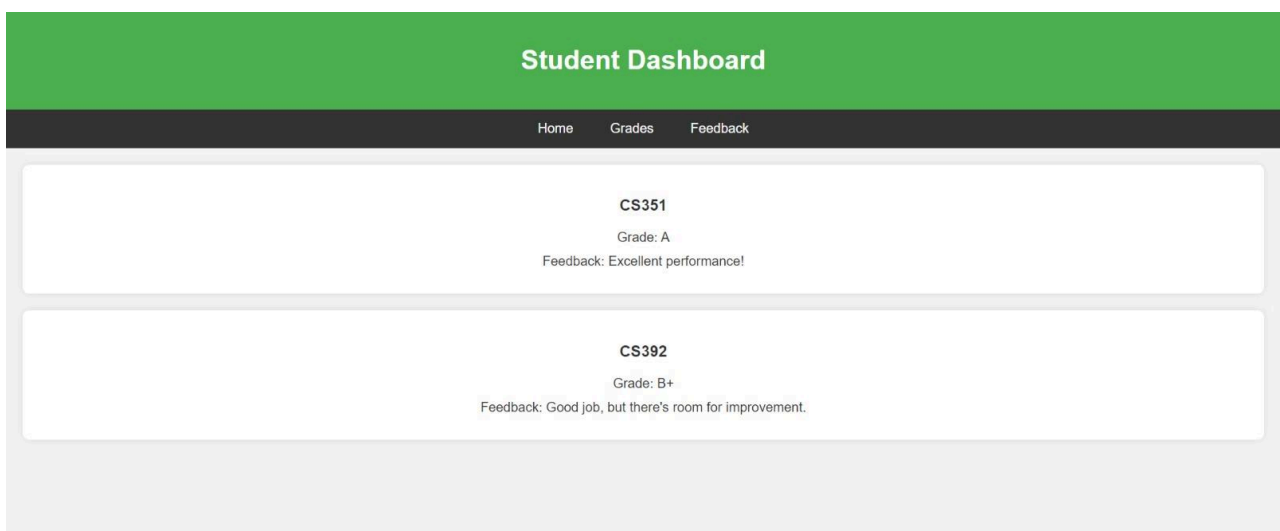 Student Dashboard
Home Grades Feedback
CS351
Grade: A
Feedback: Excellent performance!
CS392
Grade: B+
Feedback: Good job, but there's room for improvement.